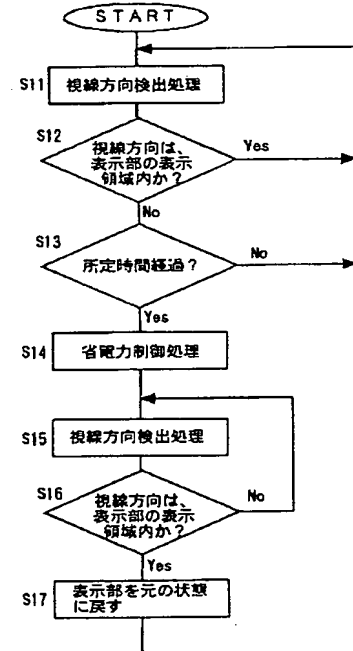 START
S11
視線方向検出処理
S12
視線方向は、
表示部の表示
領域内か？
Yes
No
S13
所定時間経過？
No
Yes
S14
省電力制御処理
S15
視線方向検出処理
S16
視線方向は、
表示部の表示
領域内か？
No
Yes
S17
表示部を元の状態
に戻す